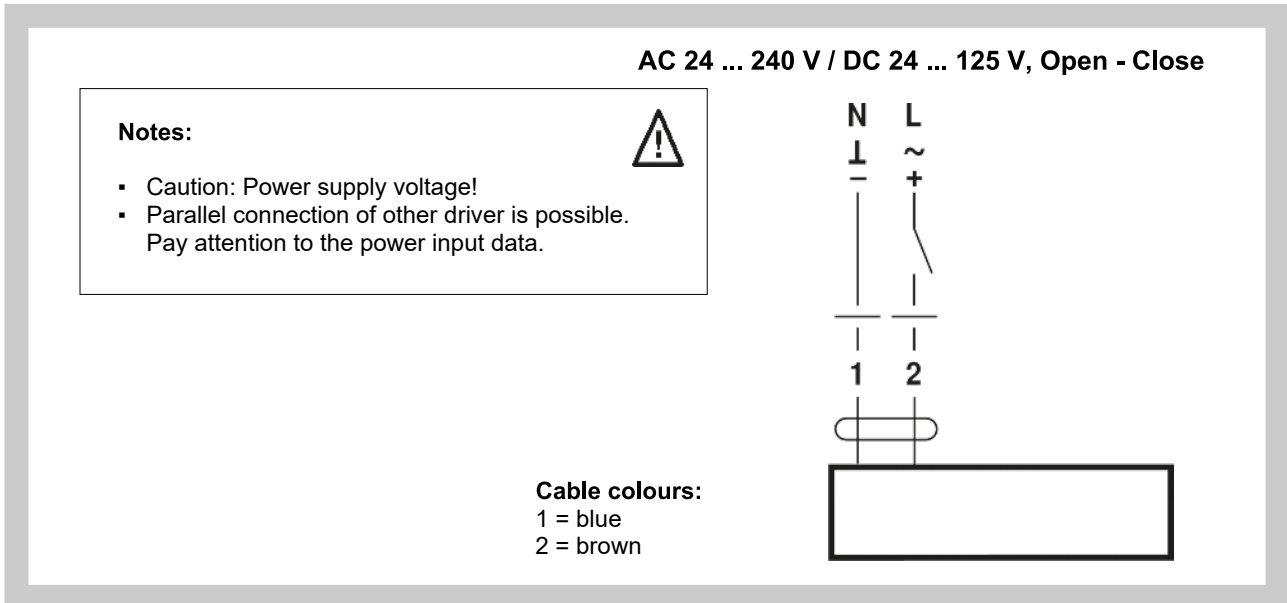 AC 24 ... 240 V / DC 24 ... 125 V, Open - Close
Notes:
▪ Caution: Power supply voltage!
▪ Parallel connection of other driver is possible.
Pay attention to the power input data.
N L
⊥ ~
− +
1 2
Cable colours:
1 = blue
2 = brown